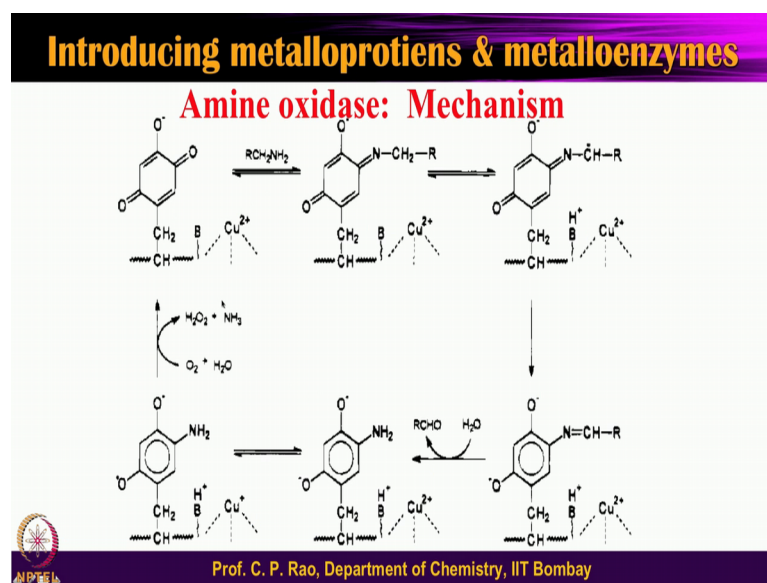 Introducing metalloprotiens & metalloenzymes
Amine oxidase: Mechanism
O⁻
O
O
CH₂
CH
B
Cu²⁺
RCH₂NH₂
O⁻
N—CH₂—R
O
CH₂
CH
B
Cu²⁺
O⁻
N—CH—R
O
CH₂
CH
H⁺
B
Cu²⁺
H₂O₂ + NH₃
O₂ + H₂O
O⁻
NH₂
O
CH₂
CH
H⁺
B
Cu⁺
O⁻
NH₂
⁻O
CH₂
CH
H⁺
B
Cu²⁺
RCHO H₂O
O⁻
N=CH—R
⁻O
CH₂
CH
H⁺
B
Cu²⁺
NPTEL
Prof. C. P. Rao, Department of Chemistry, IIT Bombay